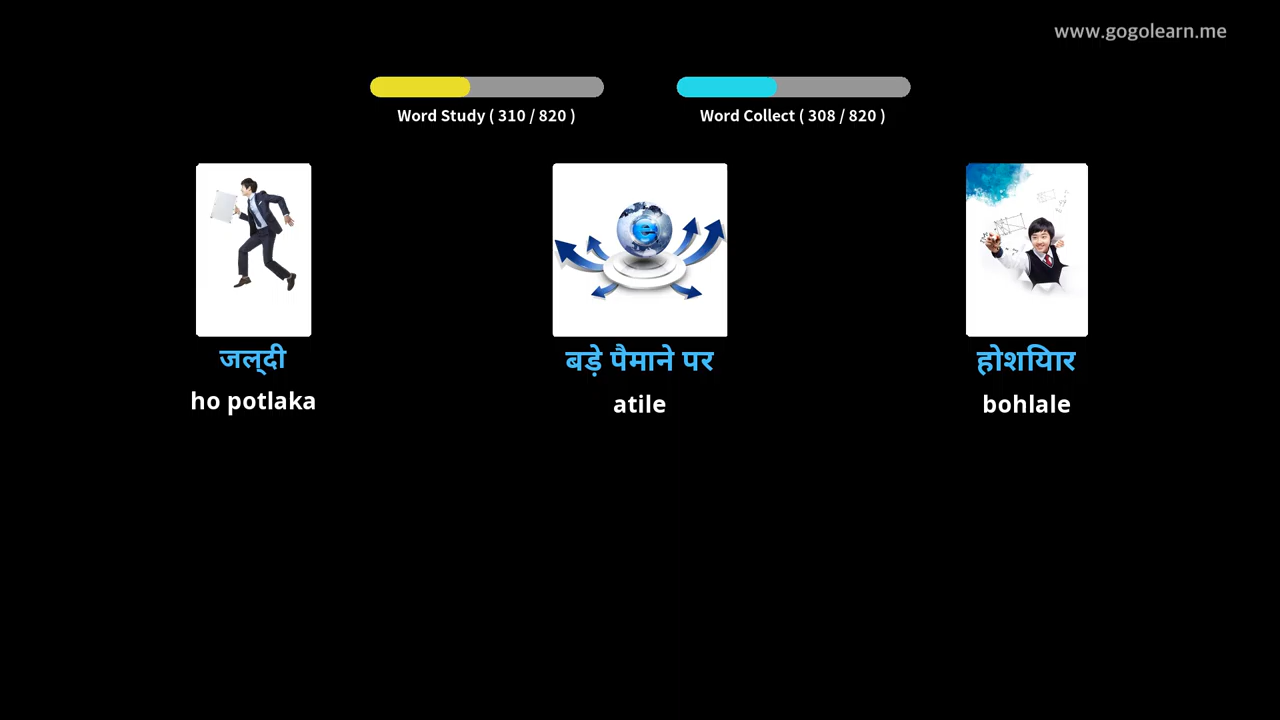 www.gogolearn.me
Word Study ( 310 / 820 )
Word Collect ( 308 / 820 )
e
जल्दी
बड़े पैमाने पर
होशियार
ho potlaka
atile
bohlale